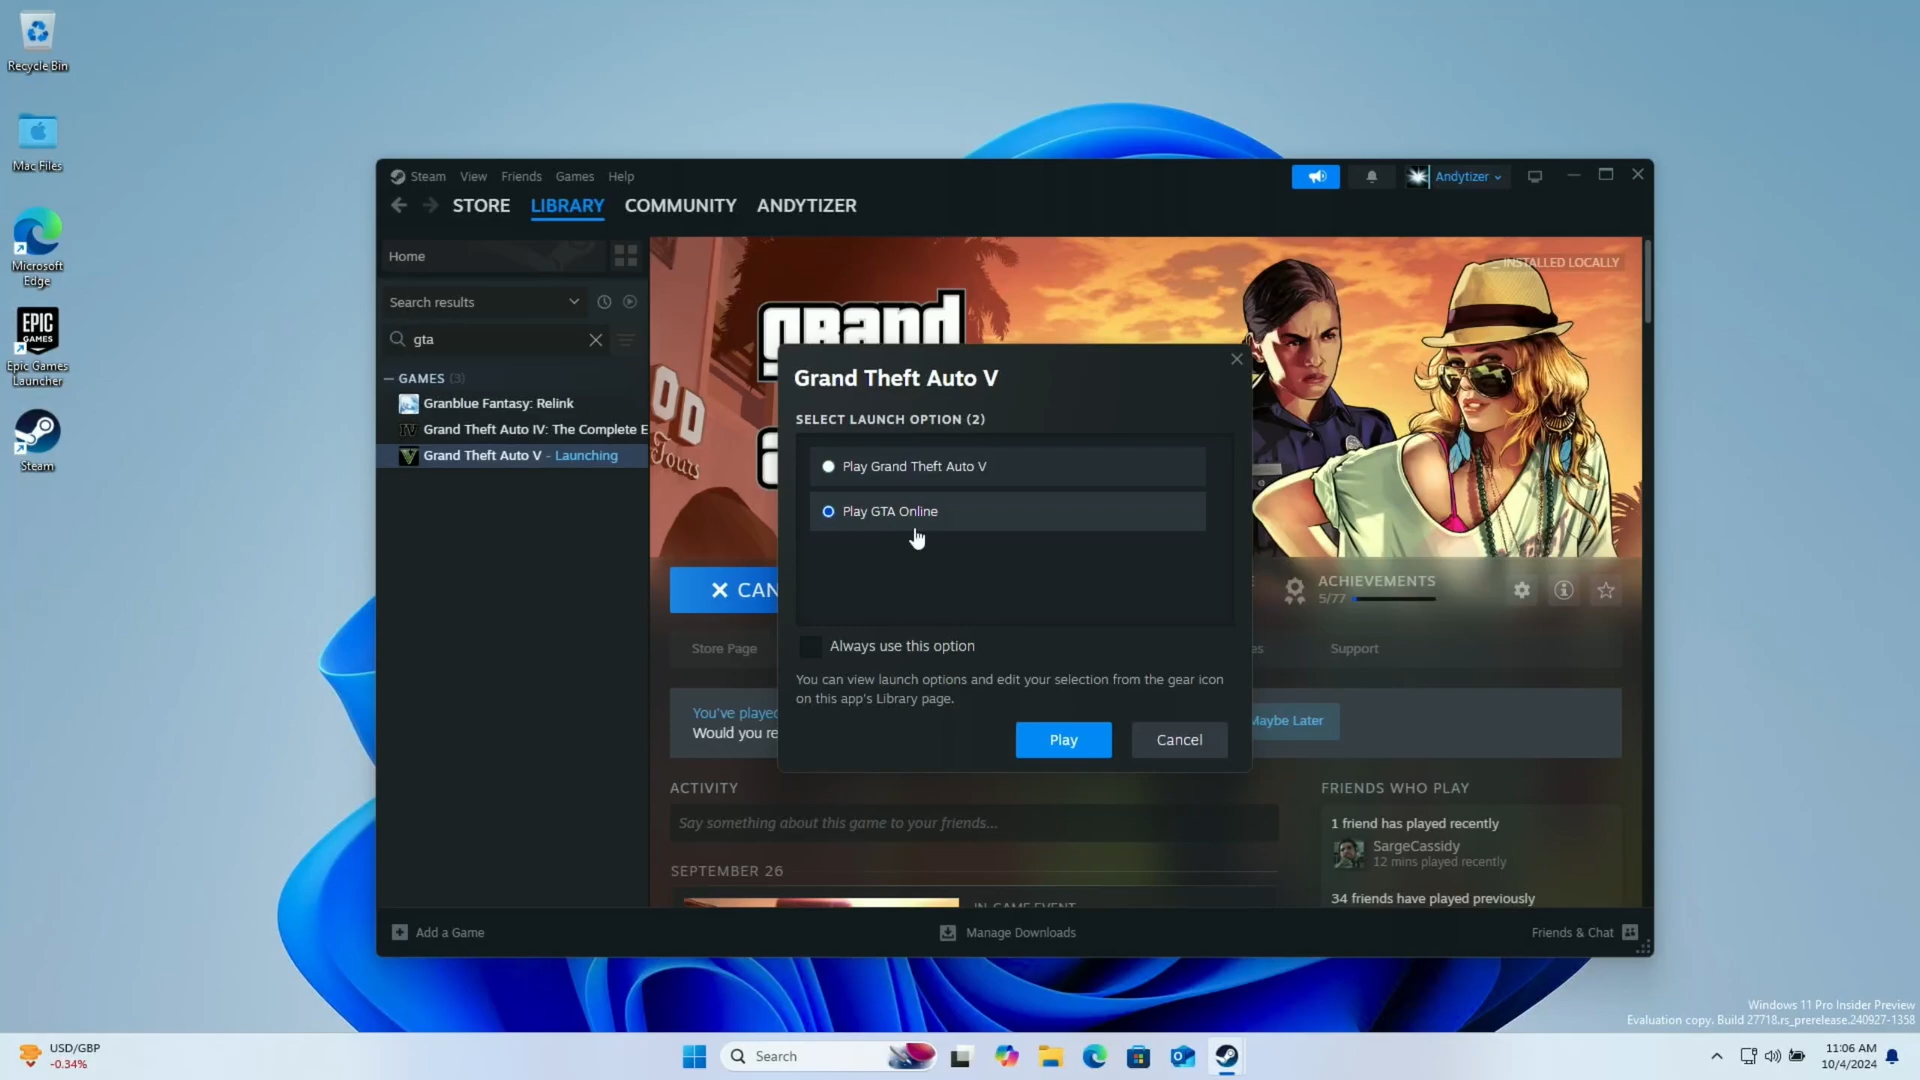 Recycle Bin
Mac Files
Microsoft
Edge
EPIC
GAMES
Epic Games
Launcher
Steam
Steam View Friends Games Help
Andytizer
STORE LIBRARY COMMUNITY ANDYTIZER
Home
Search results
gta
GAMES (3)
Granblue Fantasy: Relink
Grand Theft Auto IV: The Complete E
Grand Theft Auto V - Launching
INSTALLED LOCALLY
grand
Tours
Grand Theft Auto V
SELECT LAUNCH OPTION (2)
Play Grand Theft Auto V
Play GTA Online
Always use this option
You can view launch options and edit your selection from the gear icon
on this app's Library page.
Play Cancel
CAN
ACHIEVEMENTS
5/77
Store Page
Support
You've played
Would you re
Maybe Later
ACTIVITY
Say something about this game to your friends...
SEPTEMBER 26
IN-GAME EVENT
FRIENDS WHO PLAY
1 friend has played recently
SargeCassidy
12 mins played recently
34 friends have played previously
Add a Game
Manage Downloads
Friends & Chat
Windows 11 Pro Insider Preview
Evaluation copy. Build 27718.rs_prerelease.240927-1358
USD/GBP
-0.34%
Search
11:06 AM
10/4/2024